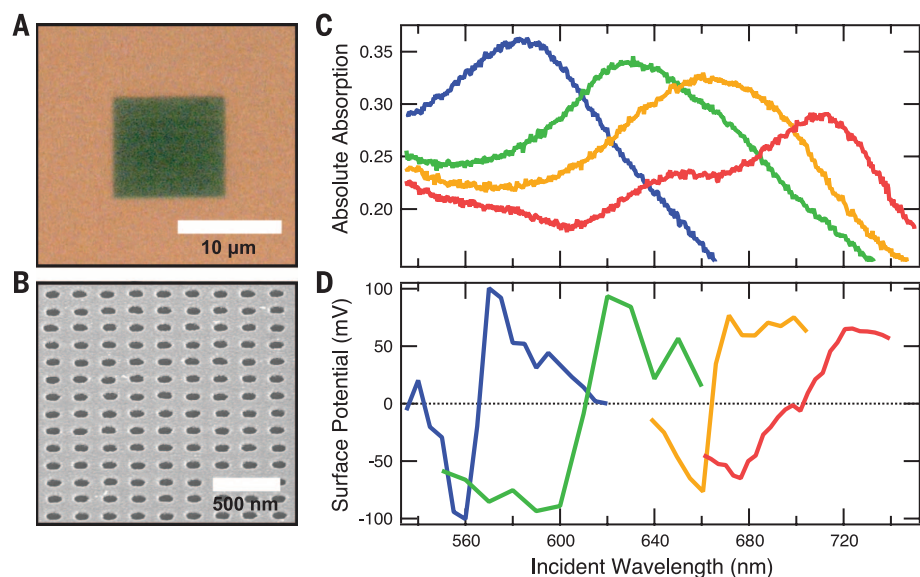 A
10 µm
B
500 nm
C
0.35
0.30
0.25
0.20
Absolute Absorption
D
100
50
0
-50
-100
Surface Potential (mV)
560
600
640
680
720
Incident Wavelength (nm)